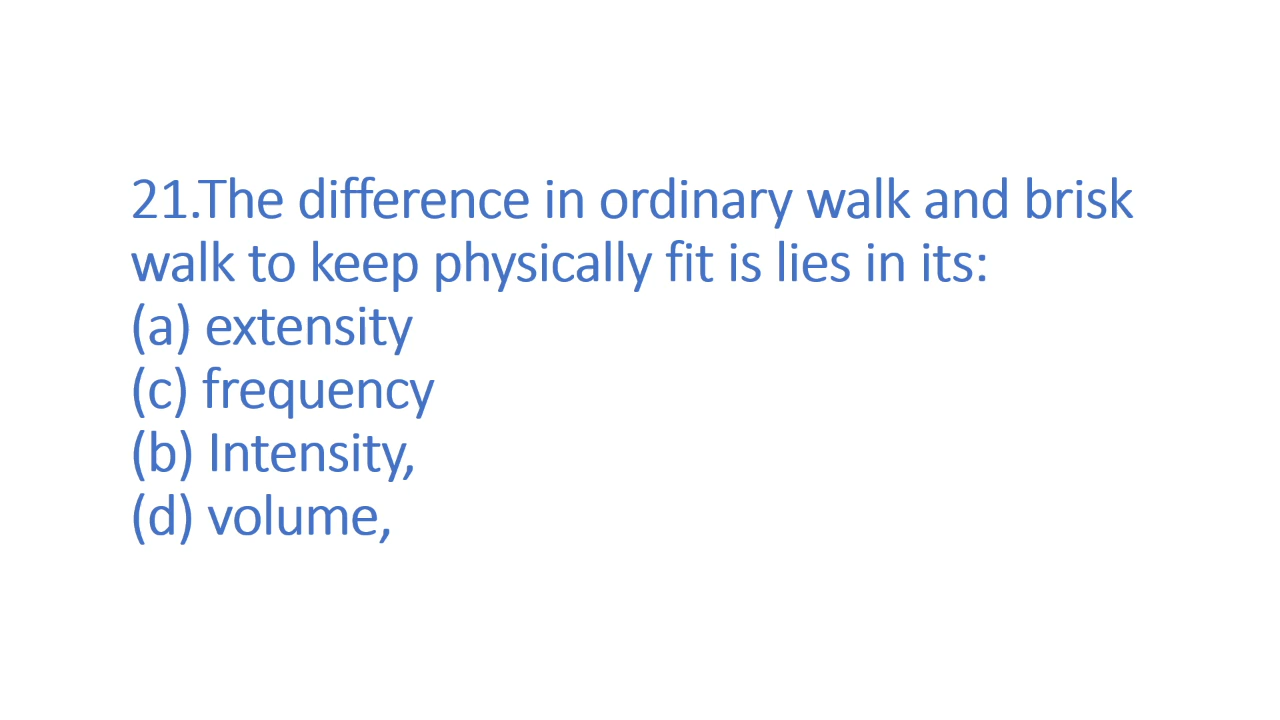 21.The difference in ordinary walk and brisk
walk to keep physically fit is lies in its:
(a) extensity
(c) frequency
(b) Intensity,
(d) volume,